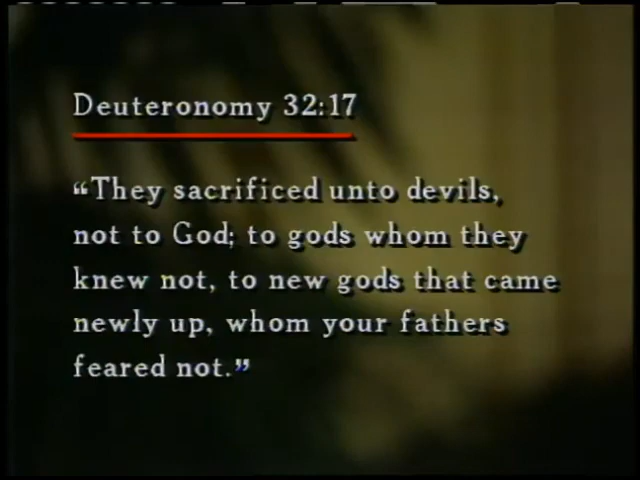 Deuteronomy 32:17
“They sacrificed unto devils,
not to God; to gods whom they
knew not, to new gods that came
newly up, whom your fathers
feared not.”